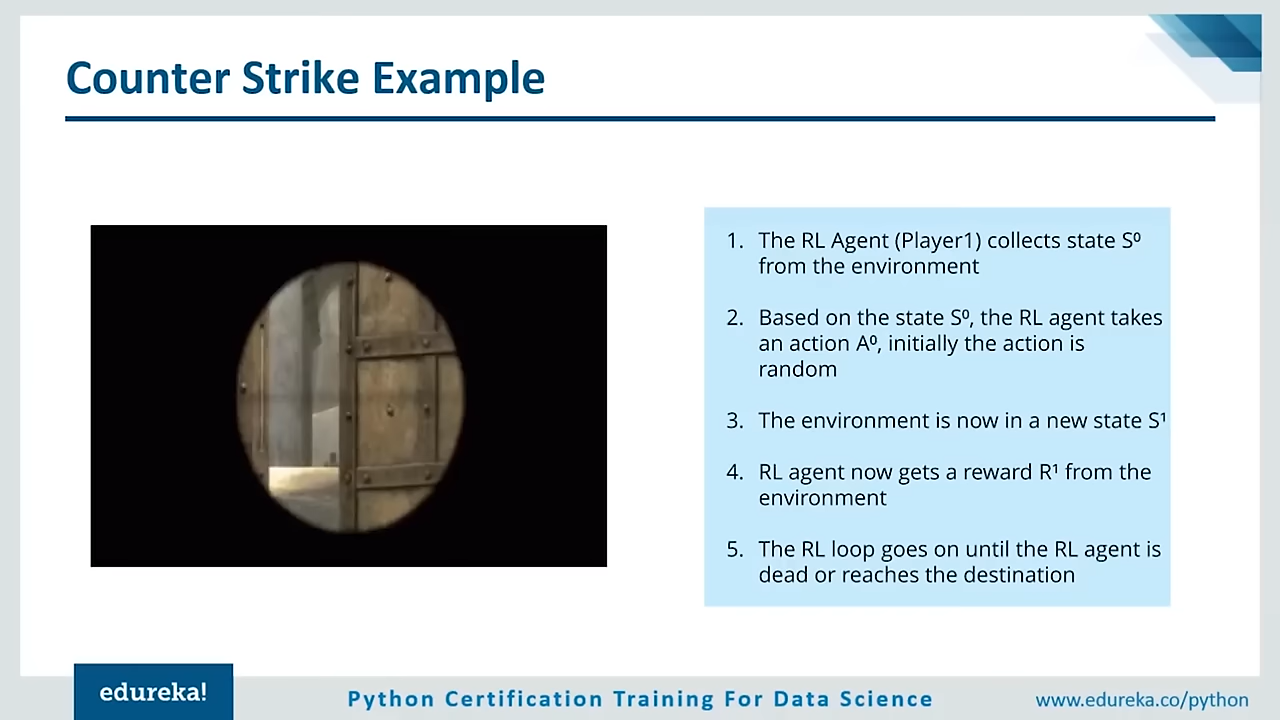 Counter Strike Example
1. The RL Agent (Player1) collects state S⁰
from the environment
2. Based on the state S⁰, the RL agent takes
an action A⁰, initially the action is
random
3. The environment is now in a new state S¹
4. RL agent now gets a reward R¹ from the
environment
5. The RL loop goes on until the RL agent is
dead or reaches the destination
edureka!
Python Certification Training For Data Science
www.edureka.co/python